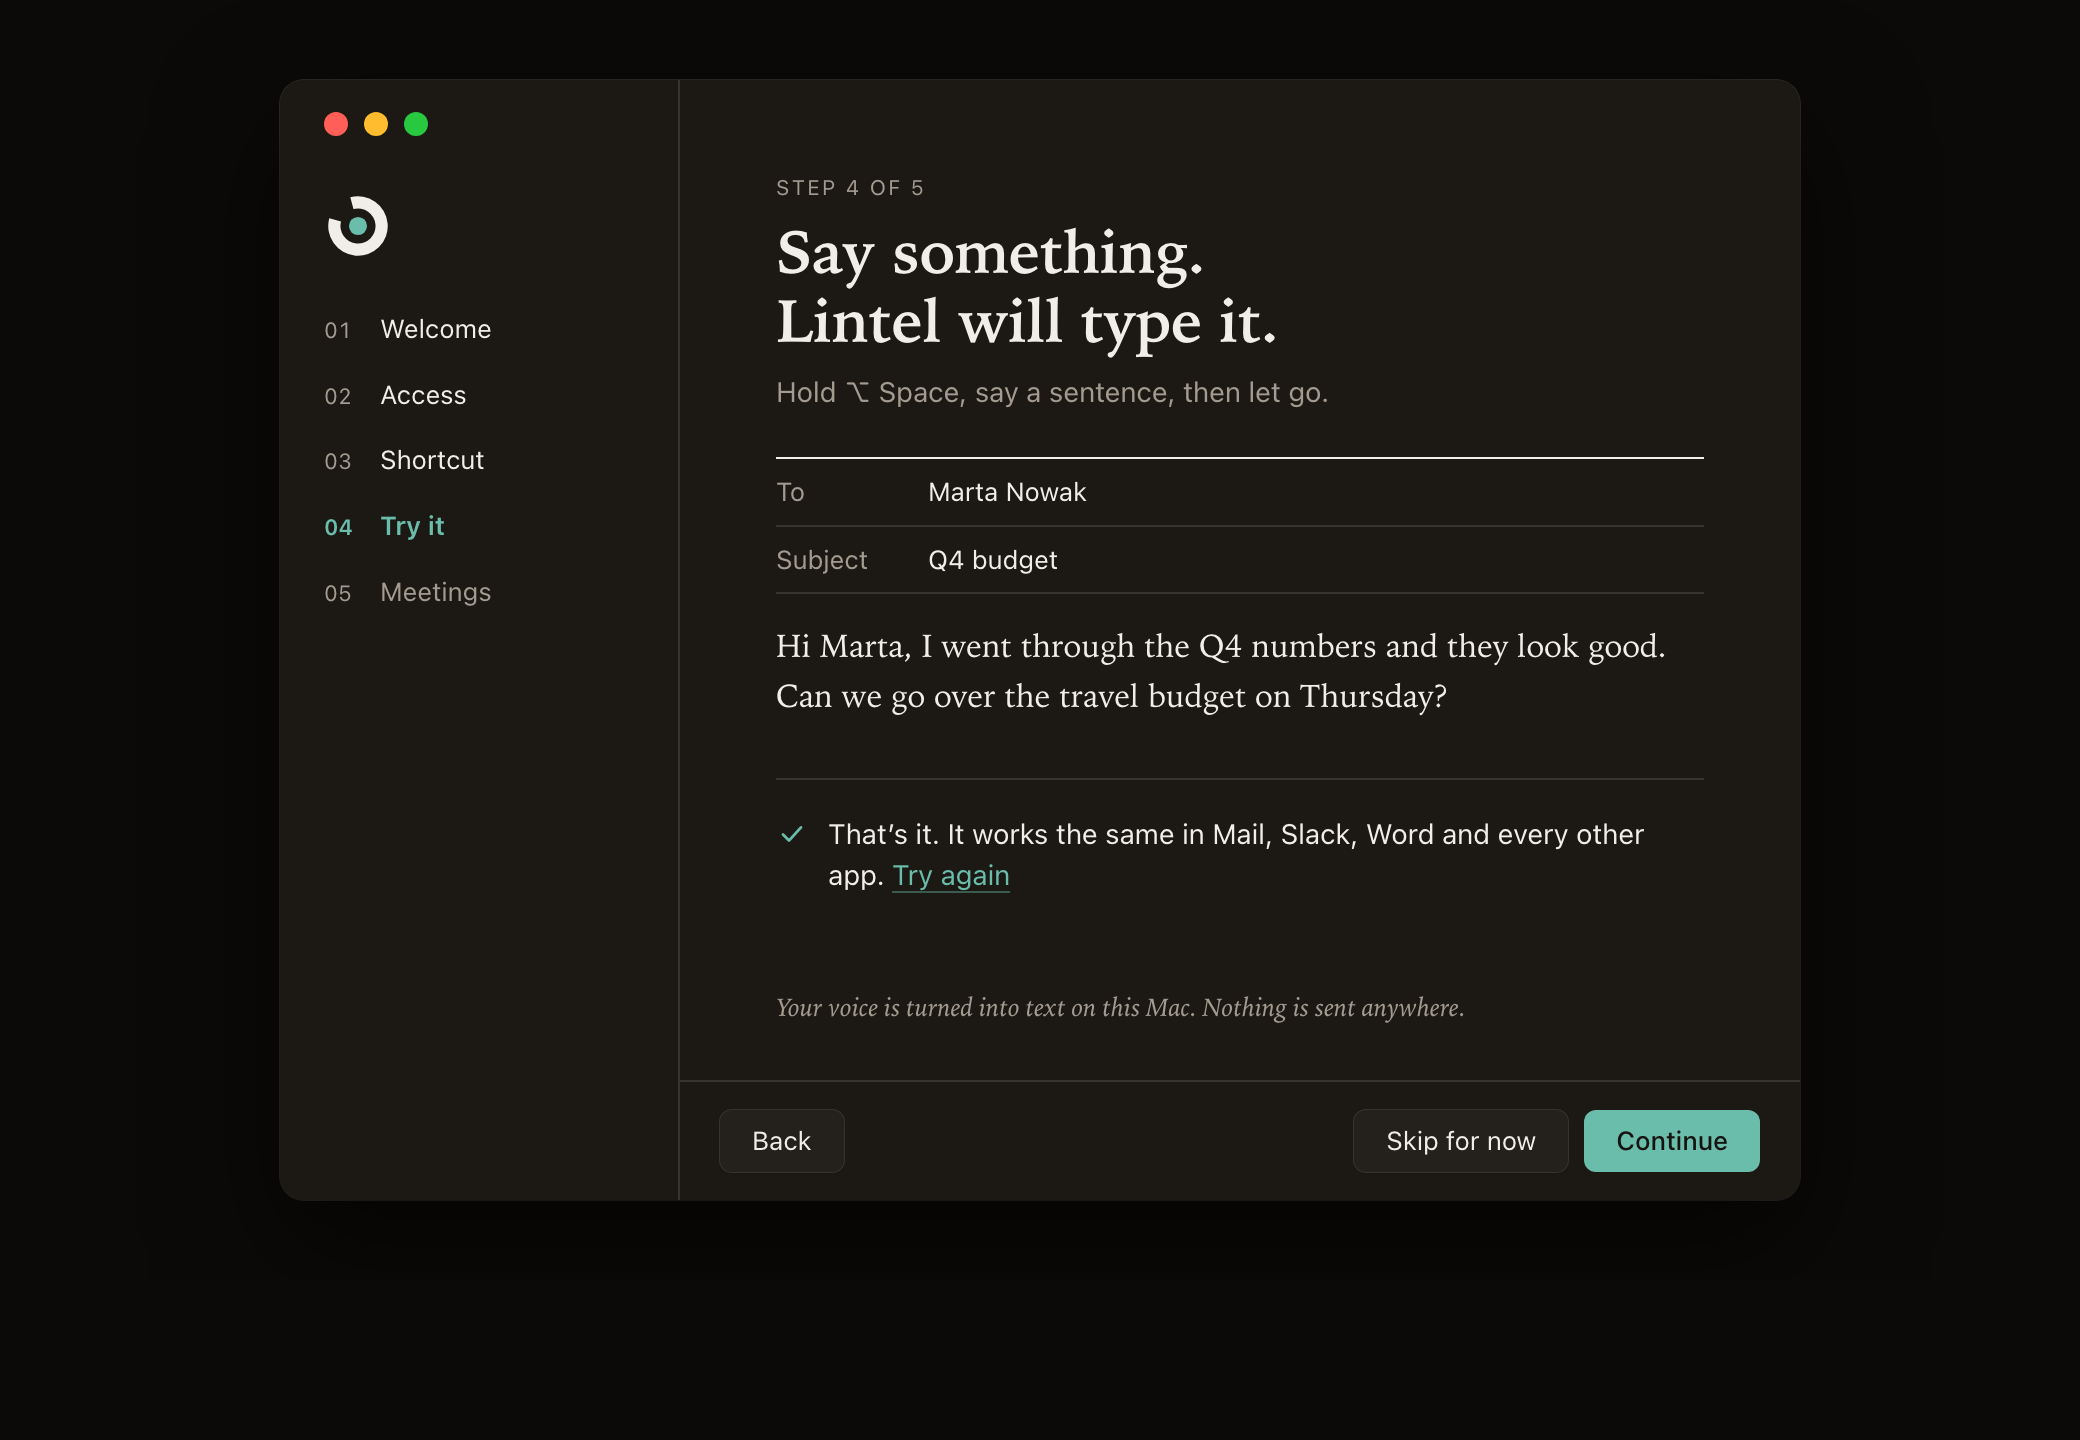 01 Welcome
02 Access
03 Shortcut
04 Try it
05 Meetings
STEP 4 OF 5
Say something.
Lintel will type it.
Hold ⌥ Space, say a sentence, then let go.
To Marta Nowak
Subject Q4 budget
Hi Marta, I went through the Q4 numbers and they look good.
Can we go over the travel budget on Thursday?
That’s it. It works the same in Mail, Slack, Word and every other
app. Try again
Your voice is turned into text on this Mac. Nothing is sent anywhere.
Back Skip for now Continue